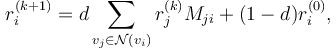 $r_i^{(k+1)} = d \sum_{v_j \in \mathcal{N}(v_i)} r_j^{(k)} M_{ji} + (1-d) r_i^{(0)},$